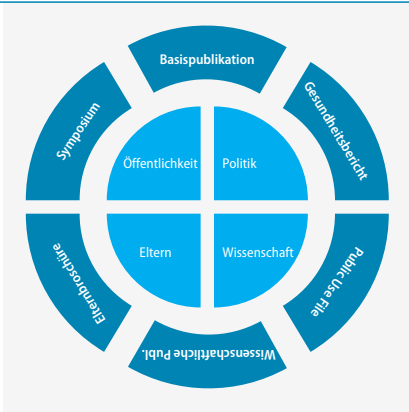 Basispublikation
Gesundheitsbericht
Public Use File
Wissenschaftliche Publ.
Elternbroschüre
Symposium
Öffentlichkeit
Politik
Eltern
Wissenschaft